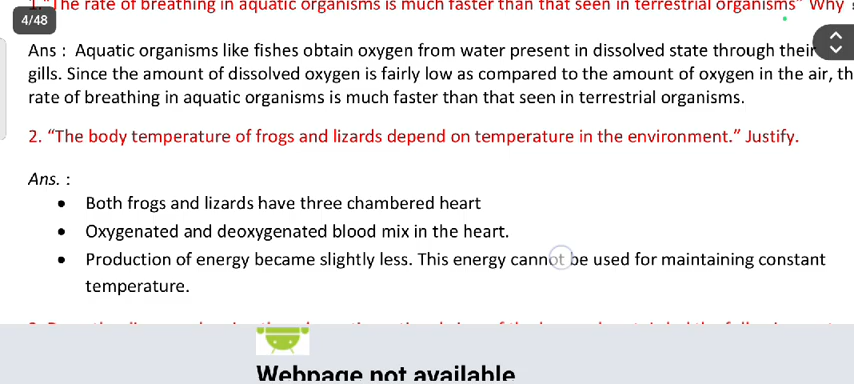 1. "The rate of breathing in aquatic organisms is much faster than that seen in terrestrial organisms" Why
4/48
Ans : Aquatic organisms like fishes obtain oxygen from water present in dissolved state through their
gills. Since the amount of dissolved oxygen is fairly low as compared to the amount of oxygen in the air, th
rate of breathing in aquatic organisms is much faster than that seen in terrestrial organisms.
2. “The body temperature of frogs and lizards depend on temperature in the environment.” Justify.
Ans. :
• Both frogs and lizards have three chambered heart
• Oxygenated and deoxygenated blood mix in the heart.
• Production of energy became slightly less. This energy cannot be used for maintaining constant
temperature.
Webpage not available